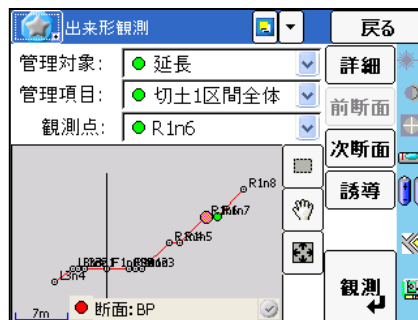 出来形観測
戻る
管理対象:
延長
詳細
管理項目:
切土1区間全体
前断面
観測点:
R1n6
次断面
誘導
R1n8
L3n4
7m
断面:BP
観測